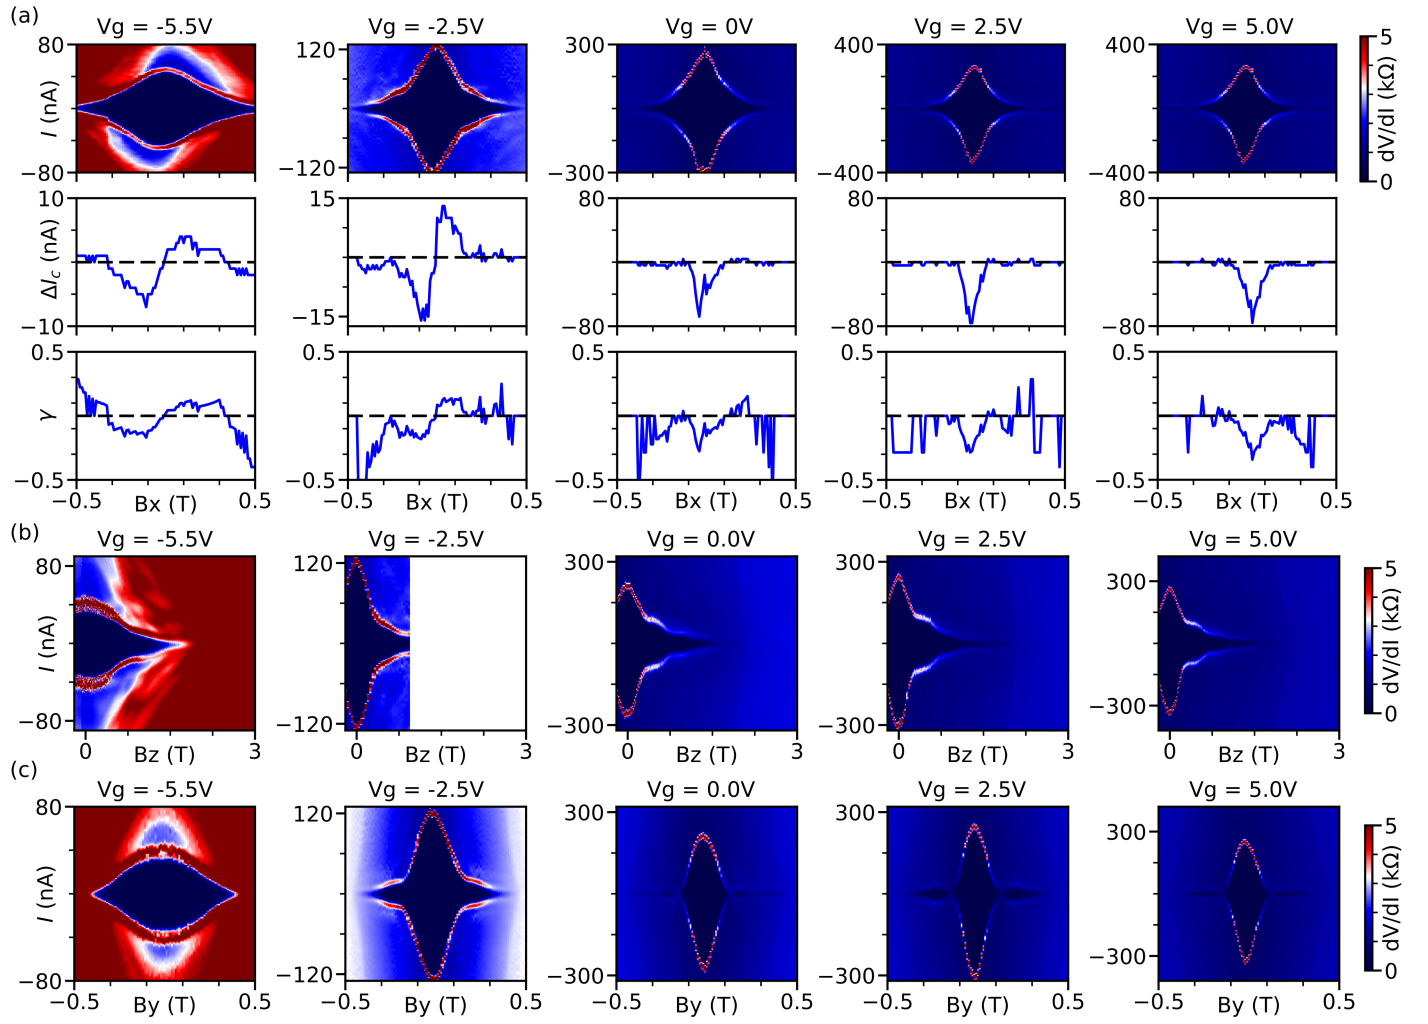 (a)
Vg = -5.5V Vg = -2.5V Vg = 0V Vg = 2.5V Vg = 5.0V
80 120 300 400 400 5
I (nA) dV/dI (kΩ)
−80 −120 −300 −400 −400 0
10 15 80 80 80
ΔIc (nA)
−10 −15 −80 −80 −80
0.5 0.5 0.5 0.5 0.5
γ
−0.5 −0.5 −0.5 −0.5 −0.5
−0.5 Bx (T) 0.5 −0.5 Bx (T) 0.5 −0.5 Bx (T) 0.5 −0.5 Bx (T) 0.5 −0.5 Bx (T) 0.5
(b)
Vg = -5.5V Vg = -2.5V Vg = 0.0V Vg = 2.5V Vg = 5.0V
80 120 300 300 300 5
I (nA) dV/dI (kΩ)
−80 −120 −300 −300 −300 0
0 Bz (T) 3 0 Bz (T) 3 0 Bz (T) 3 0 Bz (T) 3 0 Bz (T) 3
(c)
Vg = -5.5V Vg = -2.5V Vg = 0.0V Vg = 2.5V Vg = 5.0V
80 120 300 300 300 5
I (nA) dV/dI (kΩ)
−80 −120 −300 −300 −300 0
−0.5 By (T) 0.5 −0.5 By (T) 0.5 −0.5 By (T) 0.5 −0.5 By (T) 0.5 −0.5 By (T) 0.5